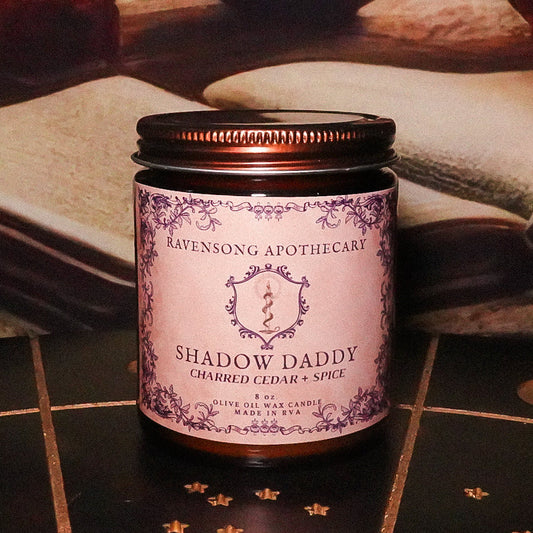 RAVENSONG APOTHECARY
SHADOW DADDY
CHARRED CEDAR + SPICE
8 oz
OLIVE OIL WAX CANDLE
MADE IN RVA